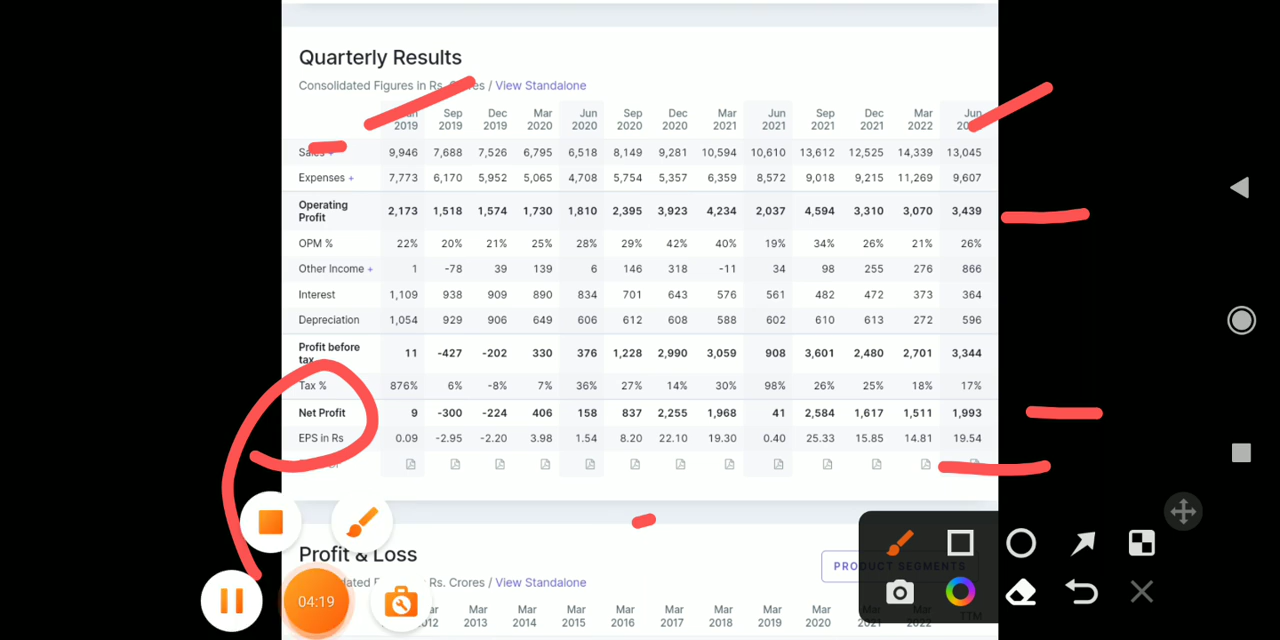 Quarterly Results
Consolidated Figures in Rs. / View Standalone
Sep Dec Mar Jun Sep Dec Mar Jun Sep Dec Mar Jun
2019 2019 2019 2020 2020 2020 2020 2021 2021 2021 2021 2022
9,946 7,688 7,526 6,795 6,518 8,149 9,281 10,594 10,610 13,612 12,525 14,339 13,045
Expenses + 7,773 6,170 5,952 5,065 4,708 5,754 5,357 6,359 8,572 9,018 9,215 11,269 9,607
Operating
Profit 2,173 1,518 1,574 1,730 1,810 2,395 3,923 4,234 2,037 4,594 3,310 3,070 3,439
OPM % 22% 20% 21% 25% 28% 29% 42% 40% 19% 34% 26% 21% 26%
Other Income + 1 -78 39 139 6 146 318 -11 34 98 255 276 866
Interest 1,109 938 909 890 834 701 643 576 561 482 472 373 364
Depreciation 1,054 929 906 649 606 612 608 588 602 610 613 272 596
Profit before
tax 11 -427 -202 330 376 1,228 2,990 3,059 908 3,601 2,480 2,701 3,344
Tax % 876% 6% -8% 7% 36% 27% 14% 30% 98% 26% 25% 18% 17%
Net Profit 9 -300 -224 406 158 837 2,255 1,968 41 2,584 1,617 1,511 1,993
EPS in Rs 0.09 -2.95 -2.20 3.98 1.54 8.20 22.10 19.30 0.40 25.33 15.85 14.81 19.54
Profit & Loss
PRODUCT SEGMENTS
Rs. Crores / View Standalone
Mar Mar Mar Mar Mar Mar Mar Mar Mar Mar TTM
2013 2014 2015 2016 2017 2018 2019 2020 2021 2022
04:19